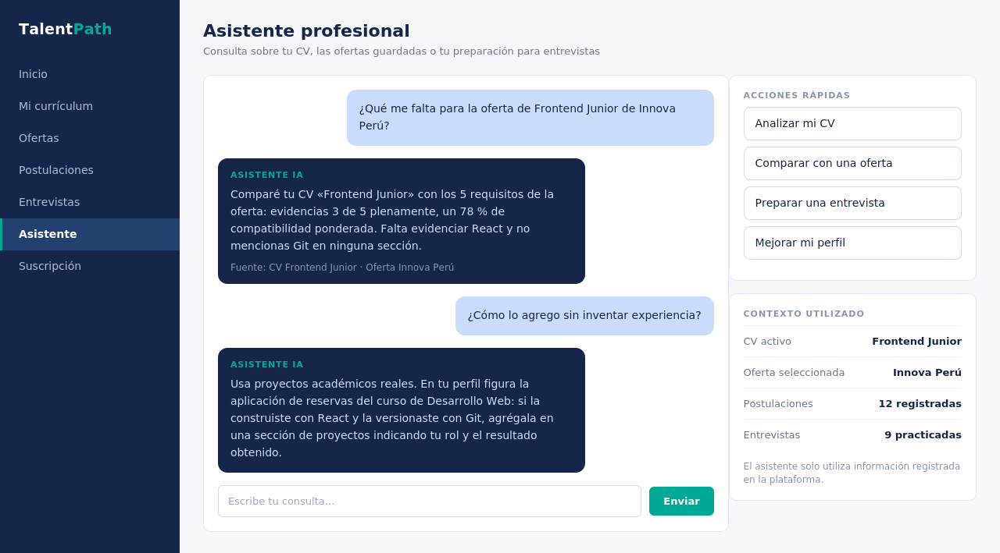 TalentPath
Inicio
Mi currículum
Ofertas
Postulaciones
Entrevistas
Asistente
Suscripción
Asistente profesional
Consulta sobre tu CV, las ofertas guardadas o tu preparación para entrevistas
¿Qué me falta para la oferta de Frontend Junior de Innova
Perú?
ASISTENTE IA
Comparé tu CV «Frontend Junior» con los 5 requisitos de la
oferta: evidencias 3 de 5 plenamente, un 78 % de
compatibilidad ponderada. Falta evidenciar React y no
mencionas Git en ninguna sección.
Fuente: CV Frontend Junior · Oferta Innova Perú
¿Cómo lo agrego sin inventar experiencia?
ASISTENTE IA
Usa proyectos académicos reales. En tu perfil figura la
aplicación de reservas del curso de Desarrollo Web: si la
construiste con React y la versionaste con Git, agrégala en
una sección de proyectos indicando tu rol y el resultado
obtenido.
Escribe tu consulta...
Enviar
ACCIONES RÁPIDAS
Analizar mi CV
Comparar con una oferta
Preparar una entrevista
Mejorar mi perfil
CONTEXTO UTILIZADO
CV activo Frontend Junior
Oferta seleccionada Innova Perú
Postulaciones 12 registradas
Entrevistas 9 practicadas
El asistente solo utiliza información registrada
en la plataforma.